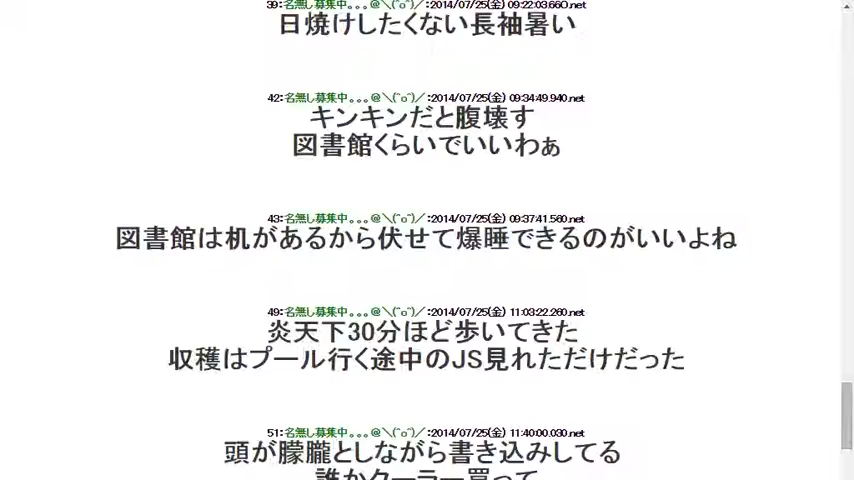 39：名無し募集中。。。＠＼(^o^)／：2014/07/25(金) 09:22:03.660.net
日焼けしたくない長袖暑い
42：名無し募集中。。。＠＼(^o^)／：2014/07/25(金) 09:34:49.940.net
キンキンだと腹壊す
図書館くらいでいいわぁ
43：名無し募集中。。。＠＼(^o^)／：2014/07/25(金) 09:37:41.560.net
図書館は机があるから伏せて爆睡できるのがいいよね
49：名無し募集中。。。＠＼(^o^)／：2014/07/25(金) 11:03:22.260.net
炎天下30分ほど歩いてきた
収穫はプール行く途中のJS見れただけだった
51：名無し募集中。。。＠＼(^o^)／：2014/07/25(金) 11:40:00.030.net
頭が朦朧としながら書き込みしてる
誰かクーラー買って